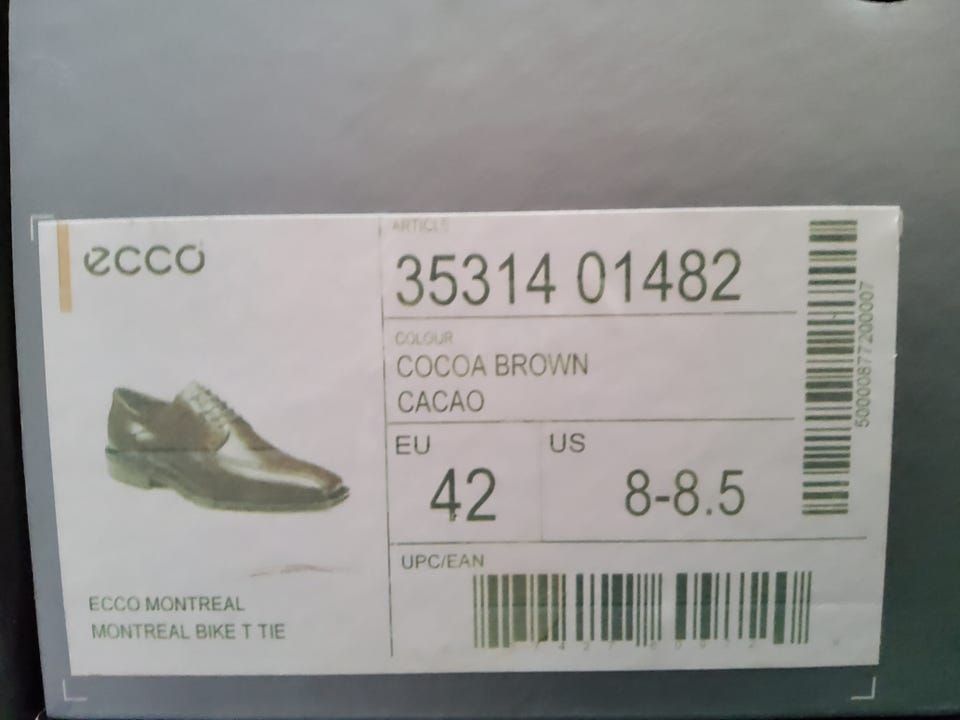 ecco
ARTICLE
35314 01482
COLOUR
COCOA BROWN
CACAO
EU
42
US
8-8.5
UPC/EAN
ECCO MONTREAL
MONTREAL BIKE T TIE
5000087720007